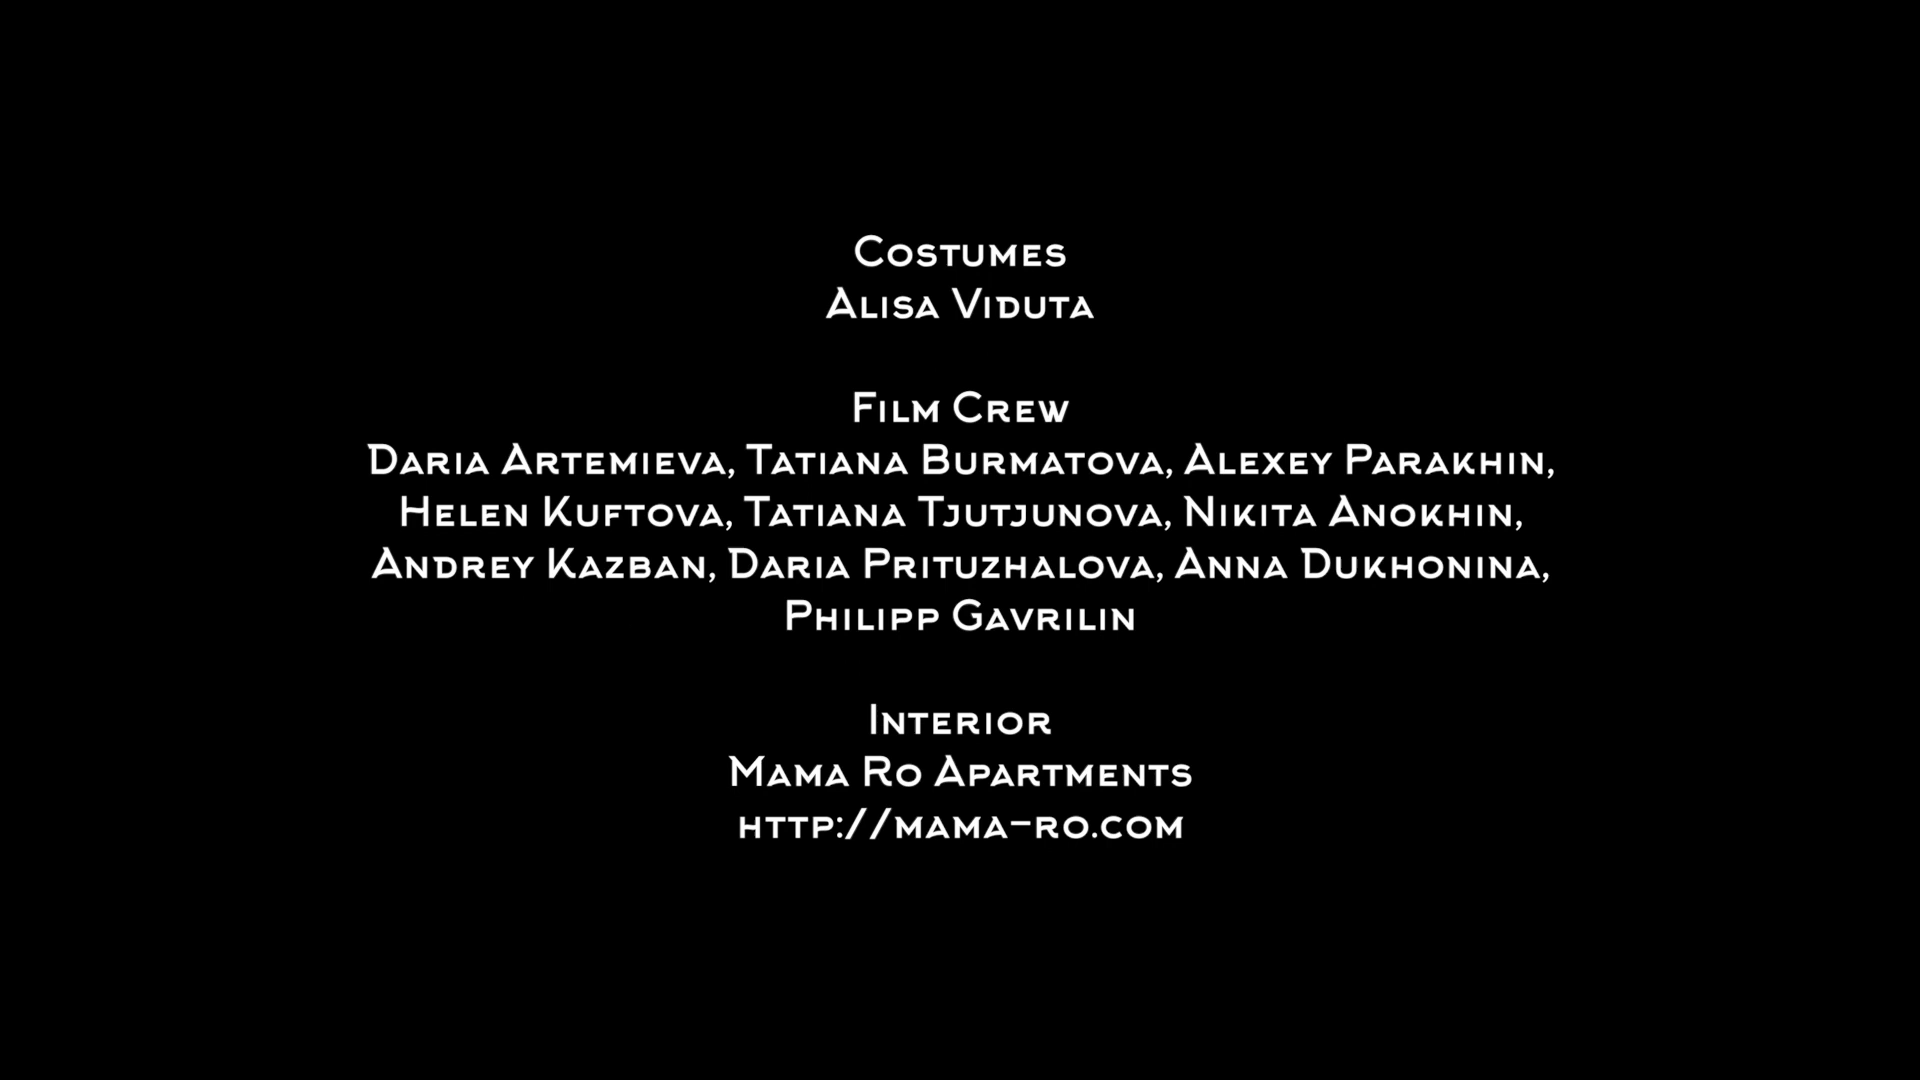 Costumes
Alisa Viduta
Film Crew
Daria Artemieva, Tatiana Burmatova, Alexey Parakhin,
Helen Kuftova, Tatiana Tjutjunova, Nikita Anokhin,
Andrey Kazban, Daria Prituzhalova, Anna Dukhonina,
Philipp Gavrilin
Interior
Mama Ro Apartments
http://mama-ro.com